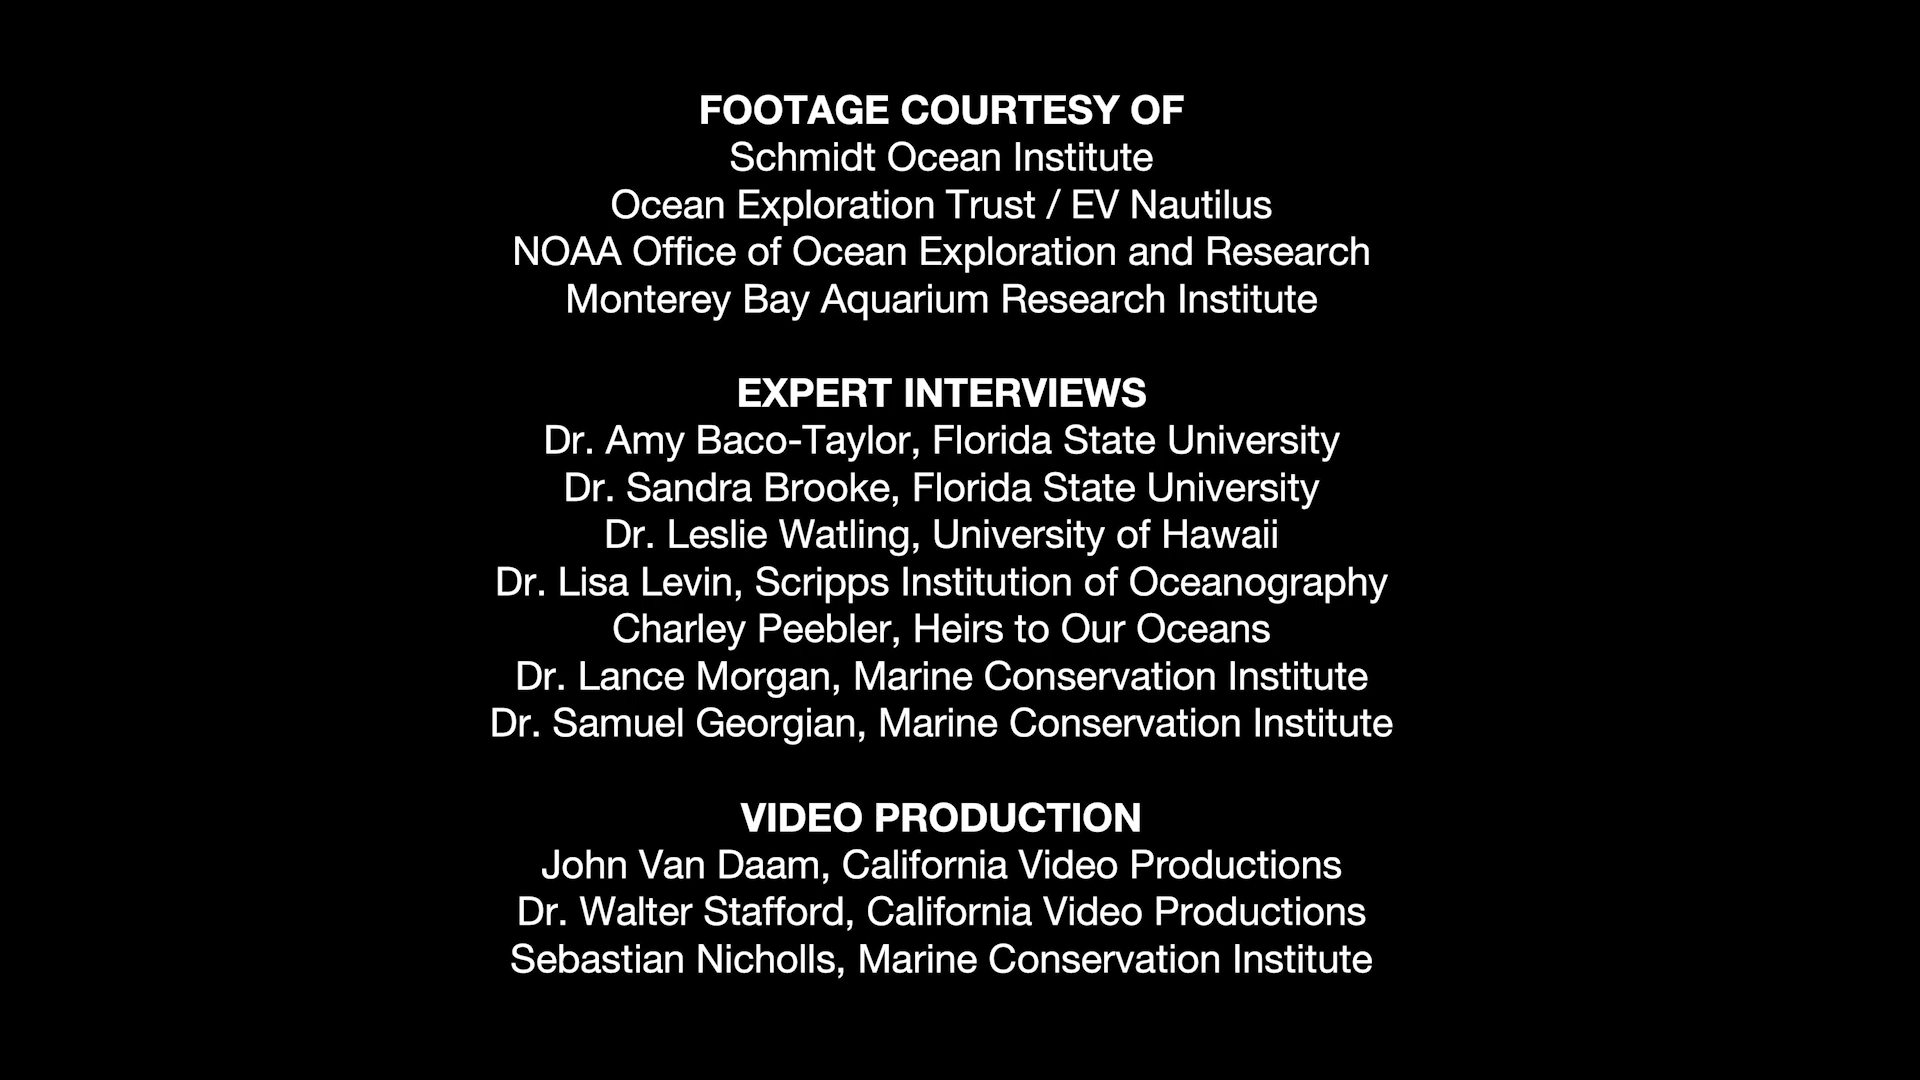 FOOTAGE COURTESY OF
Schmidt Ocean Institute
Ocean Exploration Trust / EV Nautilus
NOAA Office of Ocean Exploration and Research
Monterey Bay Aquarium Research Institute
EXPERT INTERVIEWS
Dr. Amy Baco-Taylor, Florida State University
Dr. Sandra Brooke, Florida State University
Dr. Leslie Watling, University of Hawaii
Dr. Lisa Levin, Scripps Institution of Oceanography
Charley Peebler, Heirs to Our Oceans
Dr. Lance Morgan, Marine Conservation Institute
Dr. Samuel Georgian, Marine Conservation Institute
VIDEO PRODUCTION
John Van Daam, California Video Productions
Dr. Walter Stafford, California Video Productions
Sebastian Nicholls, Marine Conservation Institute